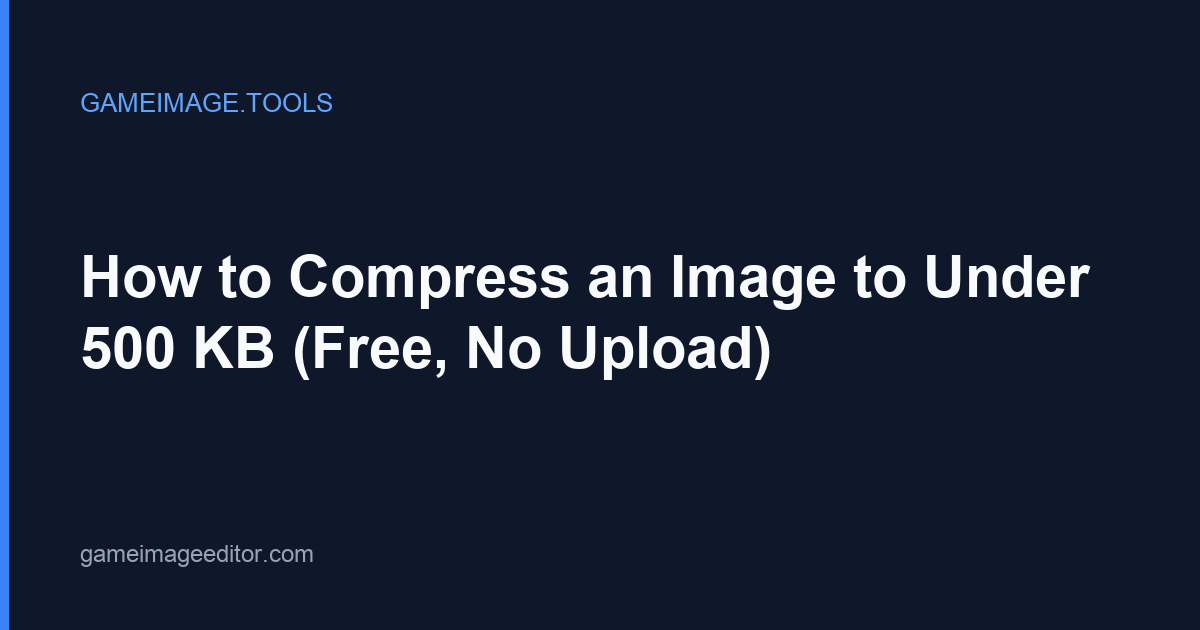 GAMEIMAGE.TOOLS
How to Compress an Image to Under
500 KB (Free, No Upload)
gameimageeditor.com